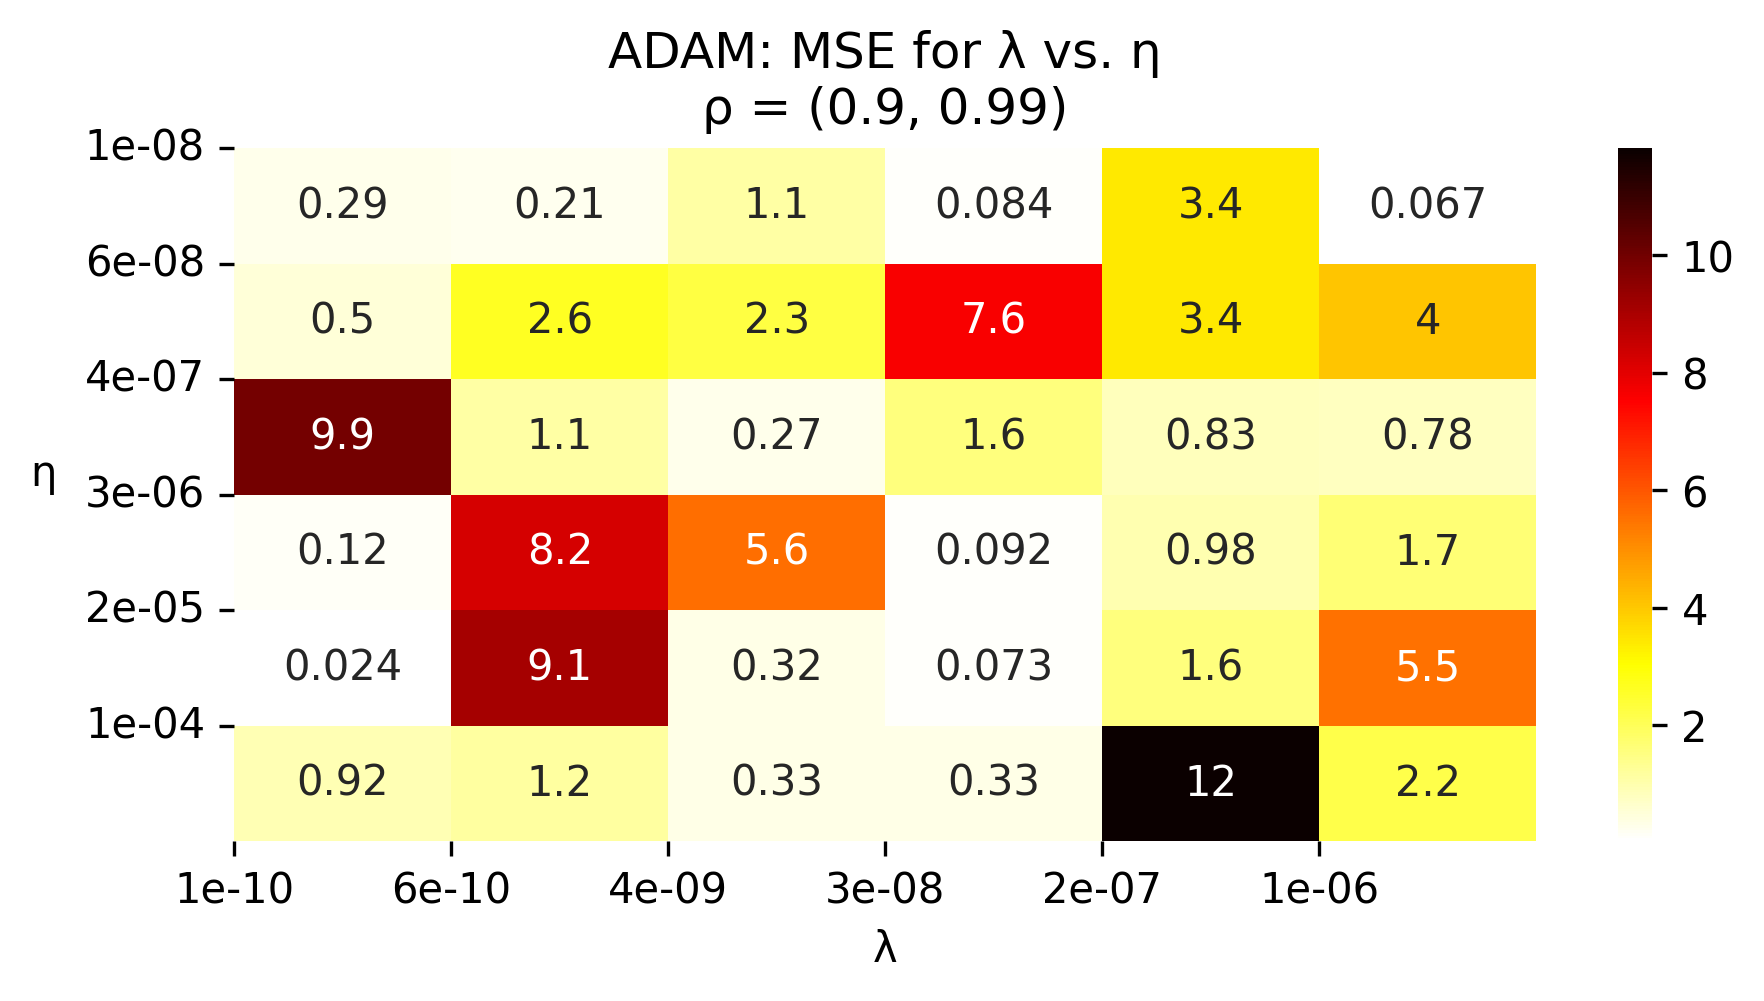 ADAM: MSE for λ vs. η
ρ = (0.9, 0.99)
1e-08
0.29 0.21 1.1 0.084 3.4 0.067
10
6e-08
0.5 2.6 2.3 7.6 3.4 4
8
4e-07
9.9 1.1 0.27 1.6 0.83 0.78
η
3e-06
6
0.12 8.2 5.6 0.092 0.98 1.7
2e-05
4
0.024 9.1 0.32 0.073 1.6 5.5
1e-04
2
0.92 1.2 0.33 0.33 12 2.2
1e-10 6e-10 4e-09 3e-08 2e-07 1e-06
λ